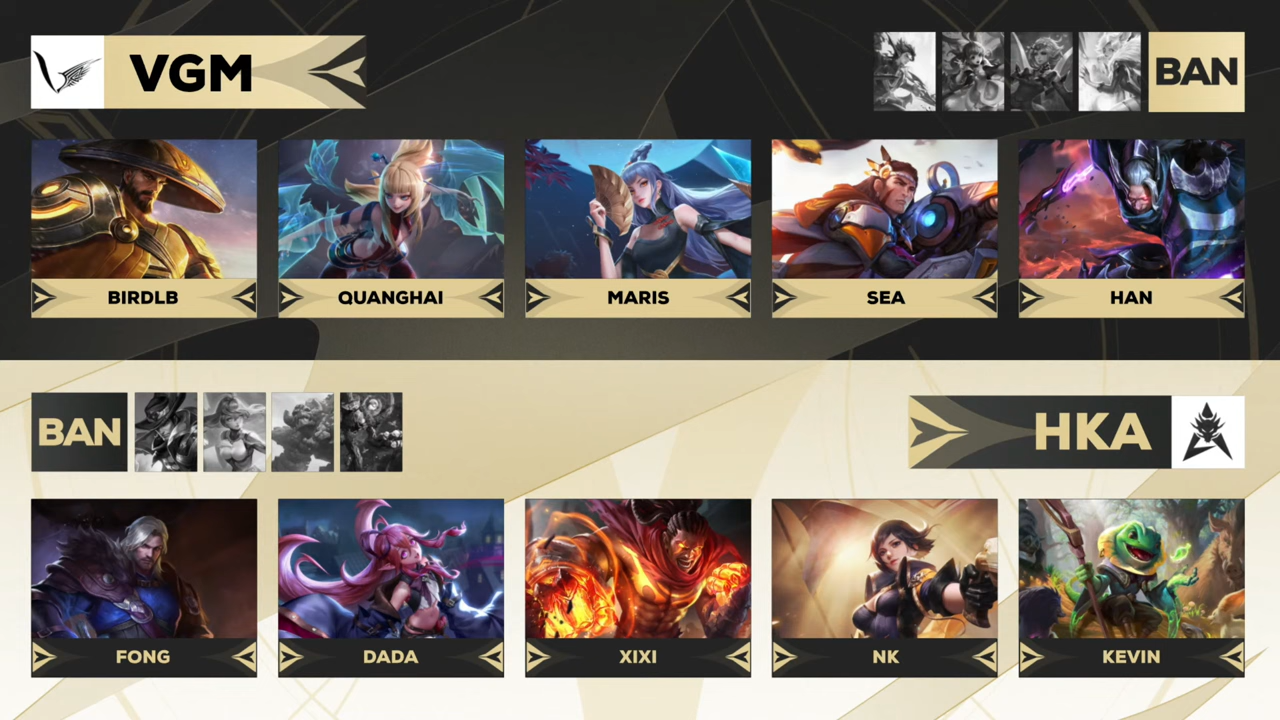 VGM
BAN
BIRDLB
QUANGHAI
MARIS
SEA
HAN
BAN
HKA
FONG
DADA
XIXI
NK
KEVIN